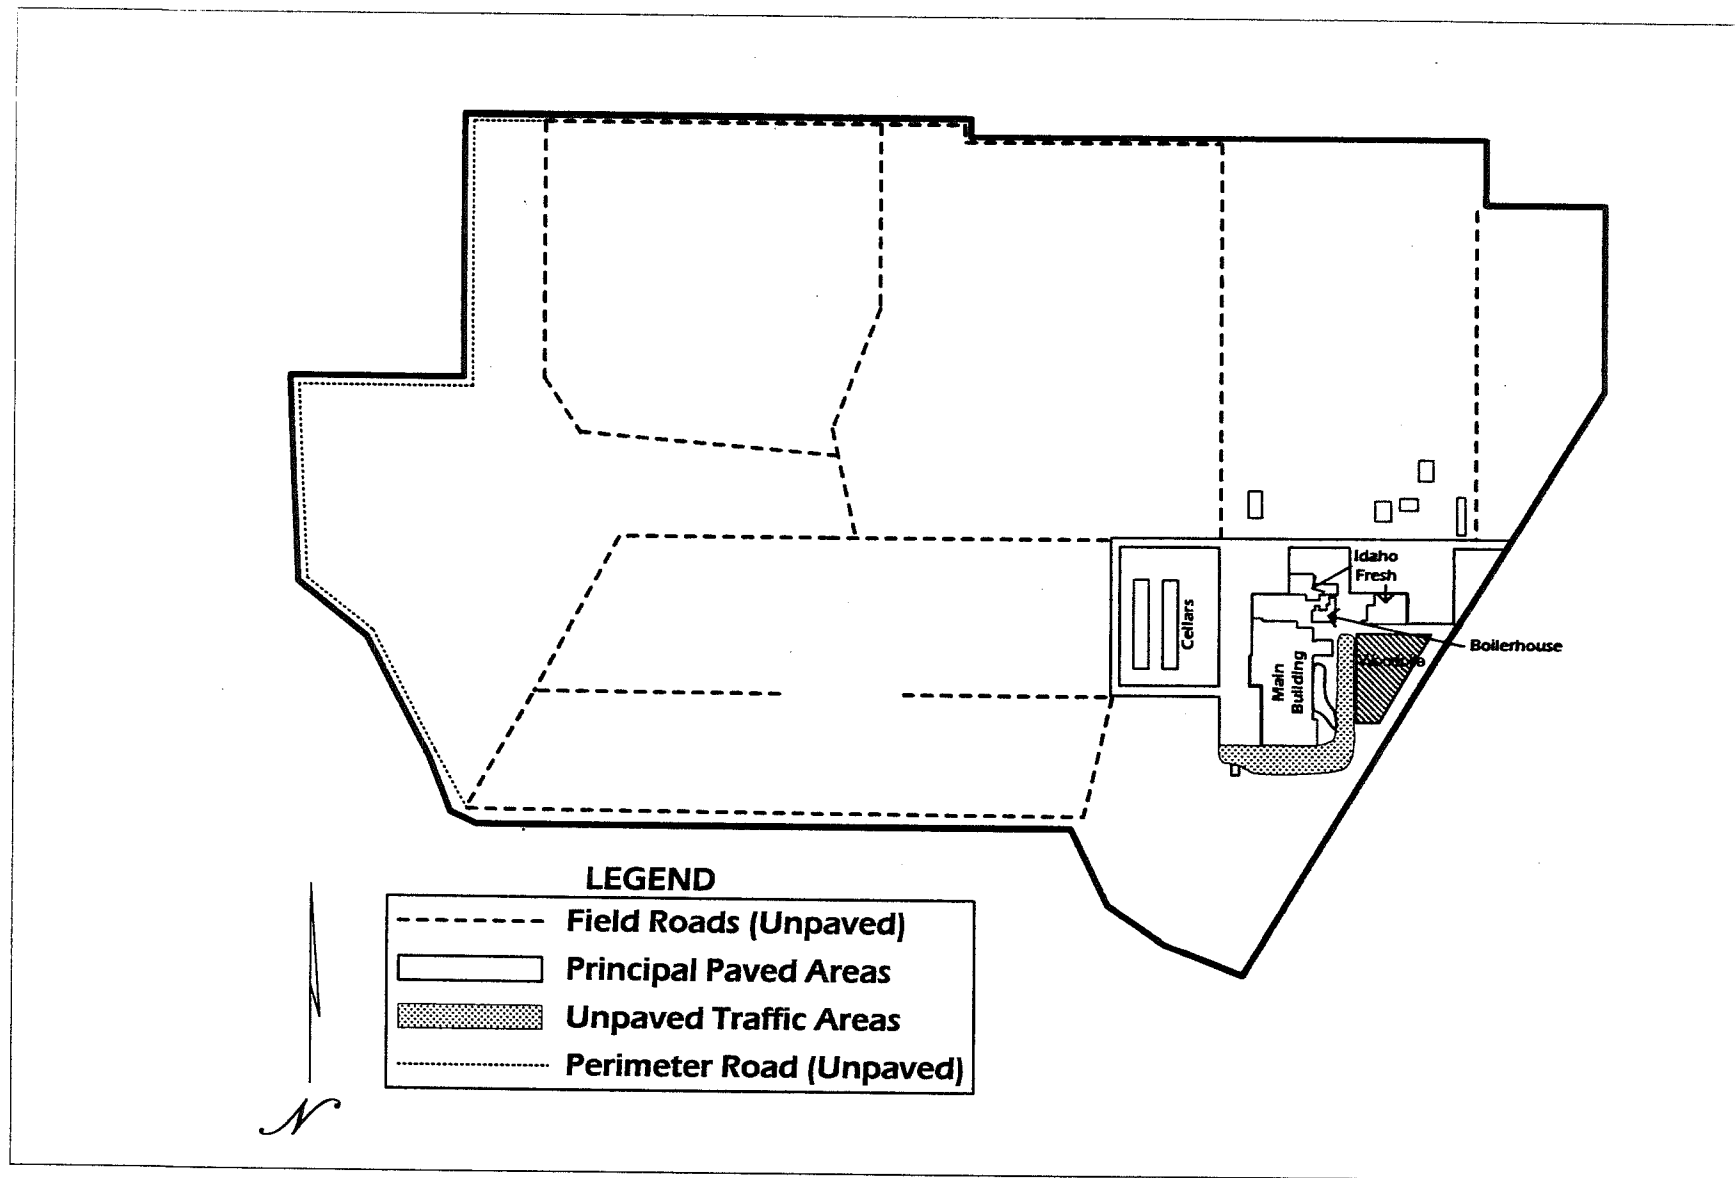 Idaho
Fresh
Cellars
Boilerhouse
Main
Building
LEGEND
Field Roads (Unpaved)
Principal Paved Areas
Unpaved Traffic Areas
Perimeter Road (Unpaved)
N